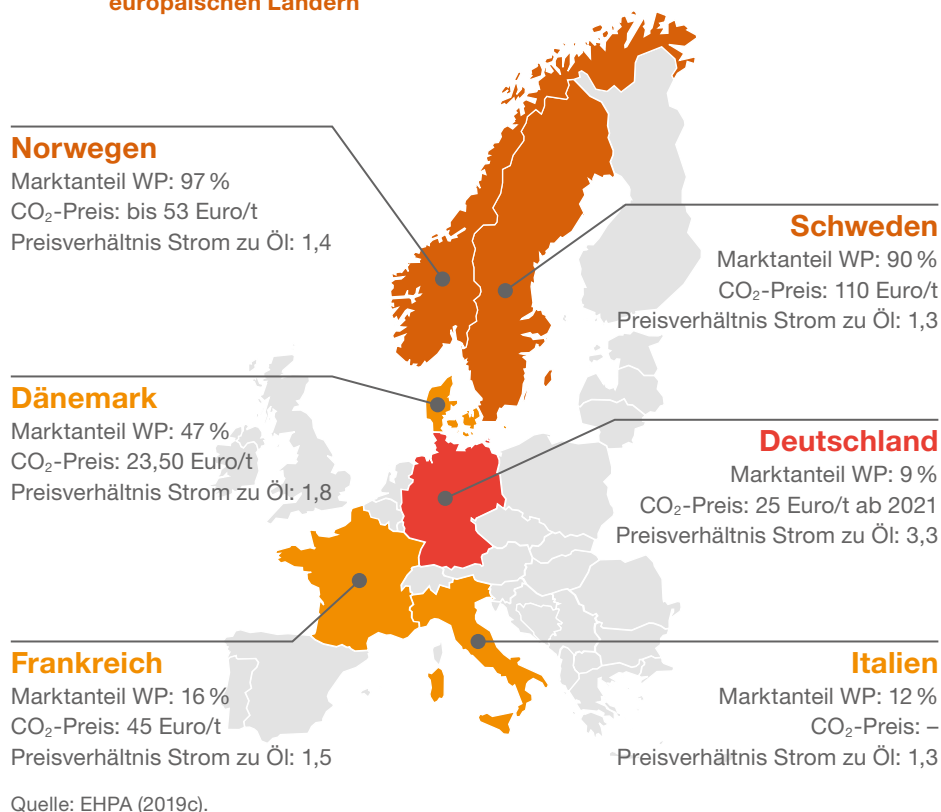 europäischen Ländern
Norwegen
Marktanteil WP: 97 %
CO₂-Preis: bis 53 Euro/t
Preisverhältnis Strom zu Öl: 1,4
Schweden
Marktanteil WP: 90 %
CO₂-Preis: 110 Euro/t
Preisverhältnis Strom zu Öl: 1,3
Dänemark
Marktanteil WP: 47 %
CO₂-Preis: 23,50 Euro/t
Preisverhältnis Strom zu Öl: 1,8
Deutschland
Marktanteil WP: 9 %
CO₂-Preis: 25 Euro/t ab 2021
Preisverhältnis Strom zu Öl: 3,3
Frankreich
Marktanteil WP: 16 %
CO₂-Preis: 45 Euro/t
Preisverhältnis Strom zu Öl: 1,5
Italien
Marktanteil WP: 12 %
CO₂-Preis: –
Preisverhältnis Strom zu Öl: 1,3
Quelle: EHPA (2019c).